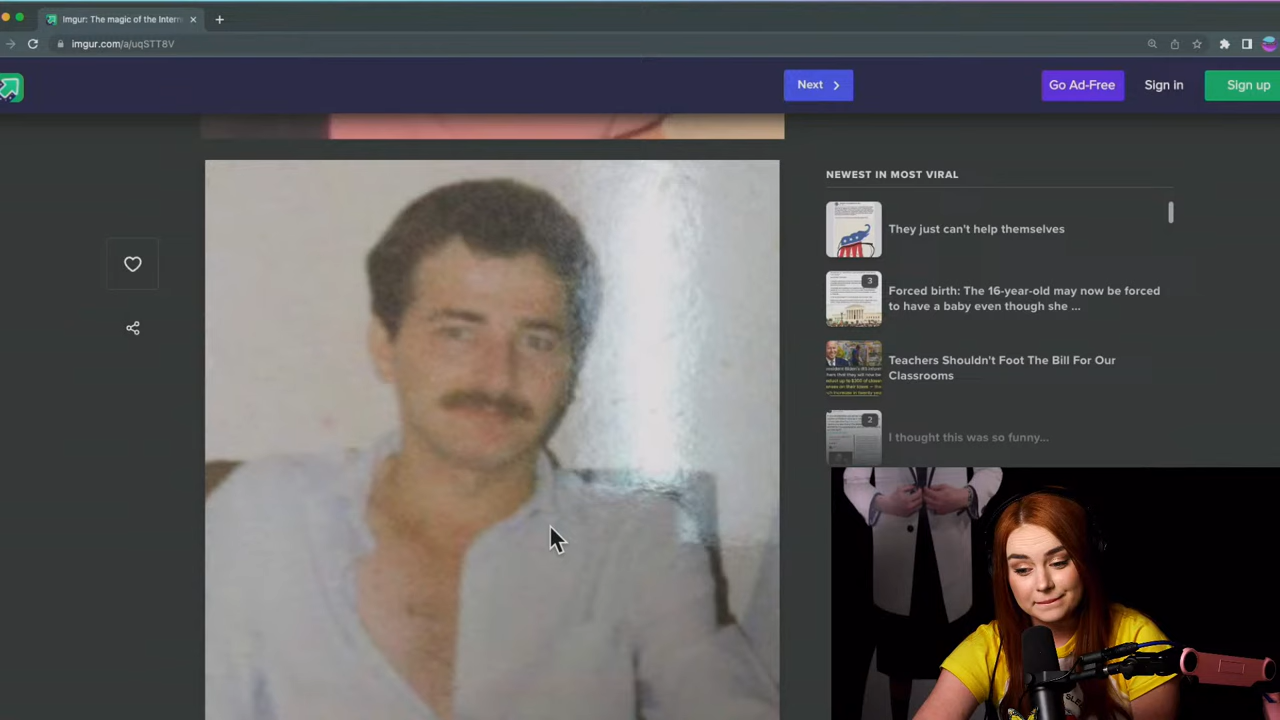 Imgur: The magic of the Intern
imgur.com/a/uqSTT8V
Next
Go Ad-Free
Sign in
Sign up
NEWEST IN MOST VIRAL
They just can't help themselves
3
Forced birth: The 16-year-old may now be forced
to have a baby even though she ...
Teachers Shouldn't Foot The Bill For Our
Classrooms
2
I thought this was so funny...